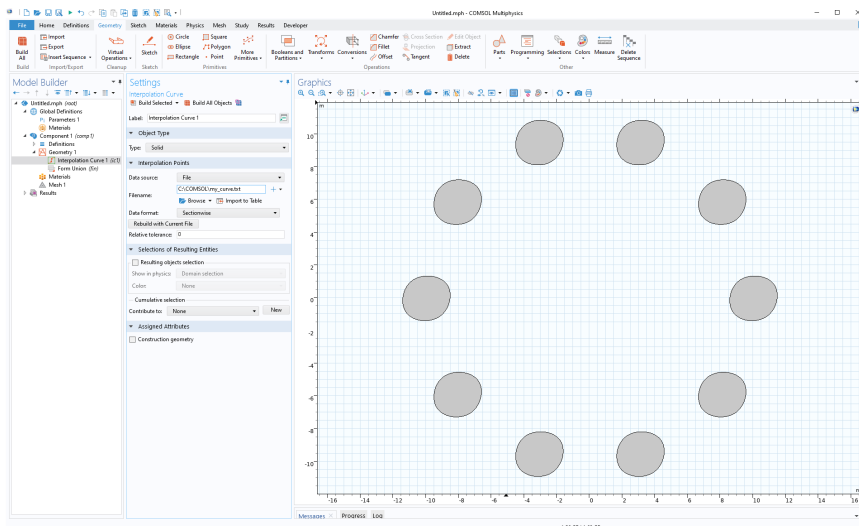 Untitled.mph - COMSOL Multiphysics
File Home Definitions Geometry Sketch Materials Physics Mesh Study Results Developer
Build All
Build
Import
Export
Insert Sequence
Import/Export
Virtual Operations
Cleanup
Sketch
Sketch
Circle Square
Ellipse Polygon
Rectangle Point
More Primitives
Primitives
Booleans and Partitions
Transforms
Conversions
Chamfer Cross Section Edit Object
Fillet Projection Extract
Offset Tangent Delete
Operations
Parts
Programming
Selections
Colors
Measure
Delete Sequence
Other
Model Builder
Untitled.mph (root)
Global Definitions
Parameters 1
Materials
Component 1 (comp1)
Definitions
Geometry 1
Interpolation Curve 1 (ic1)
Form Union (fin)
Materials
Mesh 1
Results
Settings
Interpolation Curve
Build Selected Build All Objects
Label: Interpolation Curve 1
Object Type
Type: Solid
Interpolation Points
Data source: File
Filename:
C:\COMSOL\my_curve.txt
Browse Import to Table
Data format: Sectionwise
Rebuild with Current File
Relative tolerance: 0
Selections of Resulting Entities
Resulting objects selection
Show in physics: Domain selection
Color: None
Cumulative selection
Contribute to: None New
Assigned Attributes
Construction geometry
Graphics
m
10
8
6
4
2
0
-2
-4
-6
-8
-10
-16 -14 -12 -10 -8 -6 -4 -2 0 2 4 6 8 10 12 14 16
Messages Progress Log